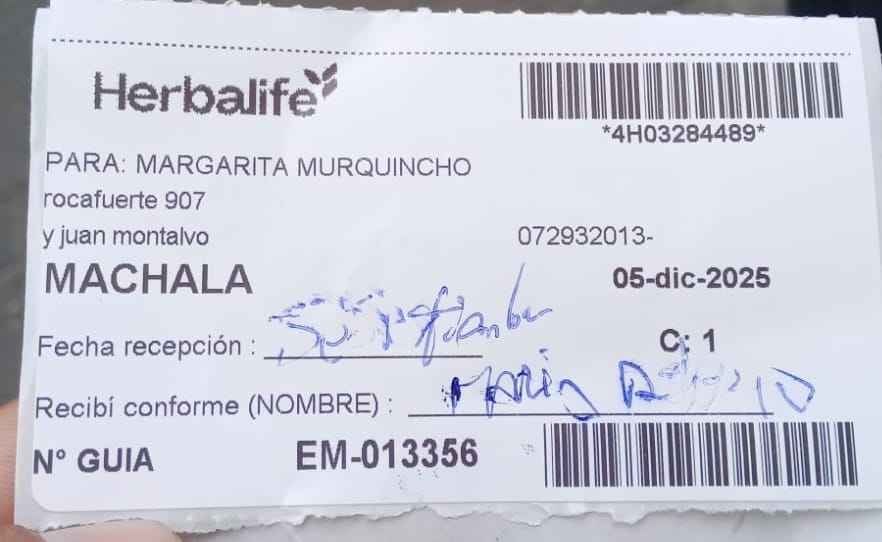 Herbalife
*4H03284489*
PARA: MARGARITA MURQUINCHO
rocafuerte 907
y juan montalvo
072932013-
MACHALA
05-dic-2025
Fecha recepción :
C: 1
Recibí conforme (NOMBRE) :
N° GUIA
EM-013356